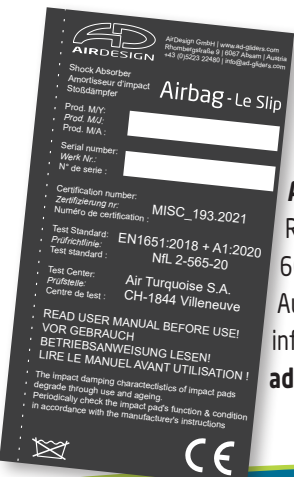 AIRDESIGN
AirDesign GmbH | www.ad-gliders.com
Rhombergstraße 9 | 6067 Absam | Austria
+43 (0)5223 22480 | info@ad-gliders.com
Shock Absorber
Amortisseur d'impact
Stoßdämpfer
Airbag - Le Slip
Prod. M/Y:
Prod. M/J:
Prod. M/A :
Serial number:
Werk Nr.:
N° de serie :
Certification number:
Zertifizierung nr:
Numéro de certification :
MISC_193.2021
Test Standard:
Prüfrichtlinie:
Test standard :
EN1651:2018 + A1:2020
NfL 2-565-20
Test Center:
Prüfstelle:
Centre de test :
Air Turquoise S.A.
CH-1844 Villeneuve
READ USER MANUAL BEFORE USE!
VOR GEBRAUCH
BETRIEBSANWEISUNG LESEN!
LIRE LE MANUEL AVANT UTILISATION !
The impact damping charactectistics of impact pads
degrade through use and ageing.
Periodically check the impact pad's function & condition
in accordance with the manufacturer's instructions
CE
A
R
6
Au
inf
ad